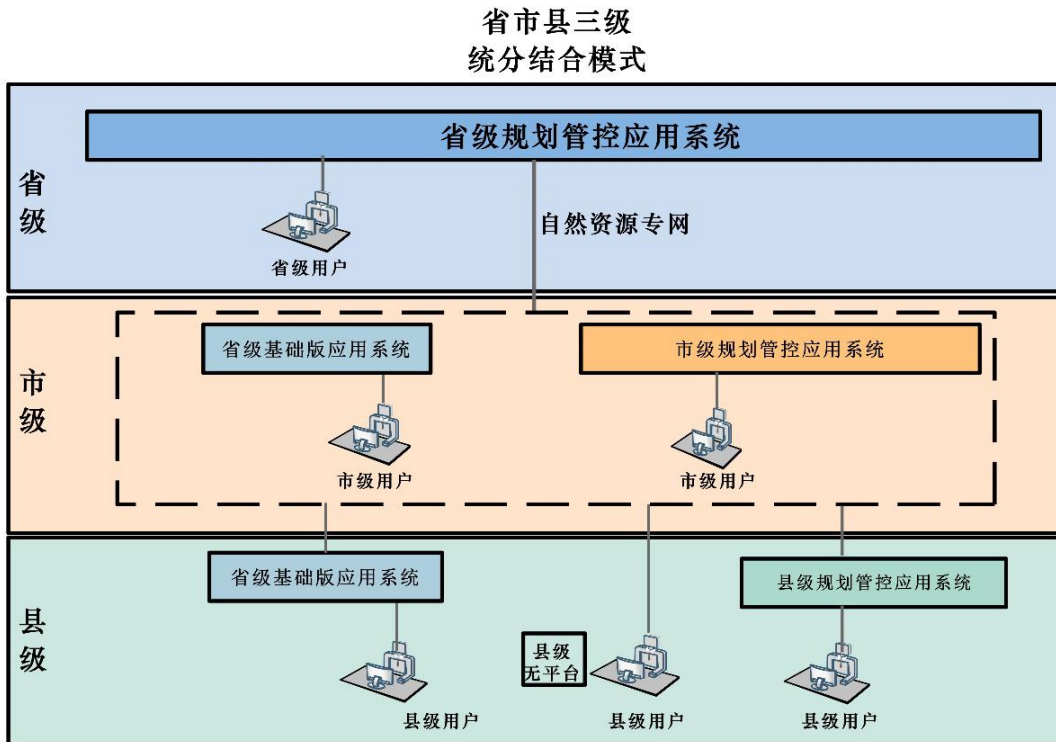 省市县三级
统分结合模式
省级规划管控应用系统
省级
自然资源专网
省级用户
省级基础版应用系统
市级规划管控应用系统
市级
市级用户
市级用户
省级基础版应用系统
县级规划管控应用系统
县级
县级
无平台
县级用户
县级用户
县级用户